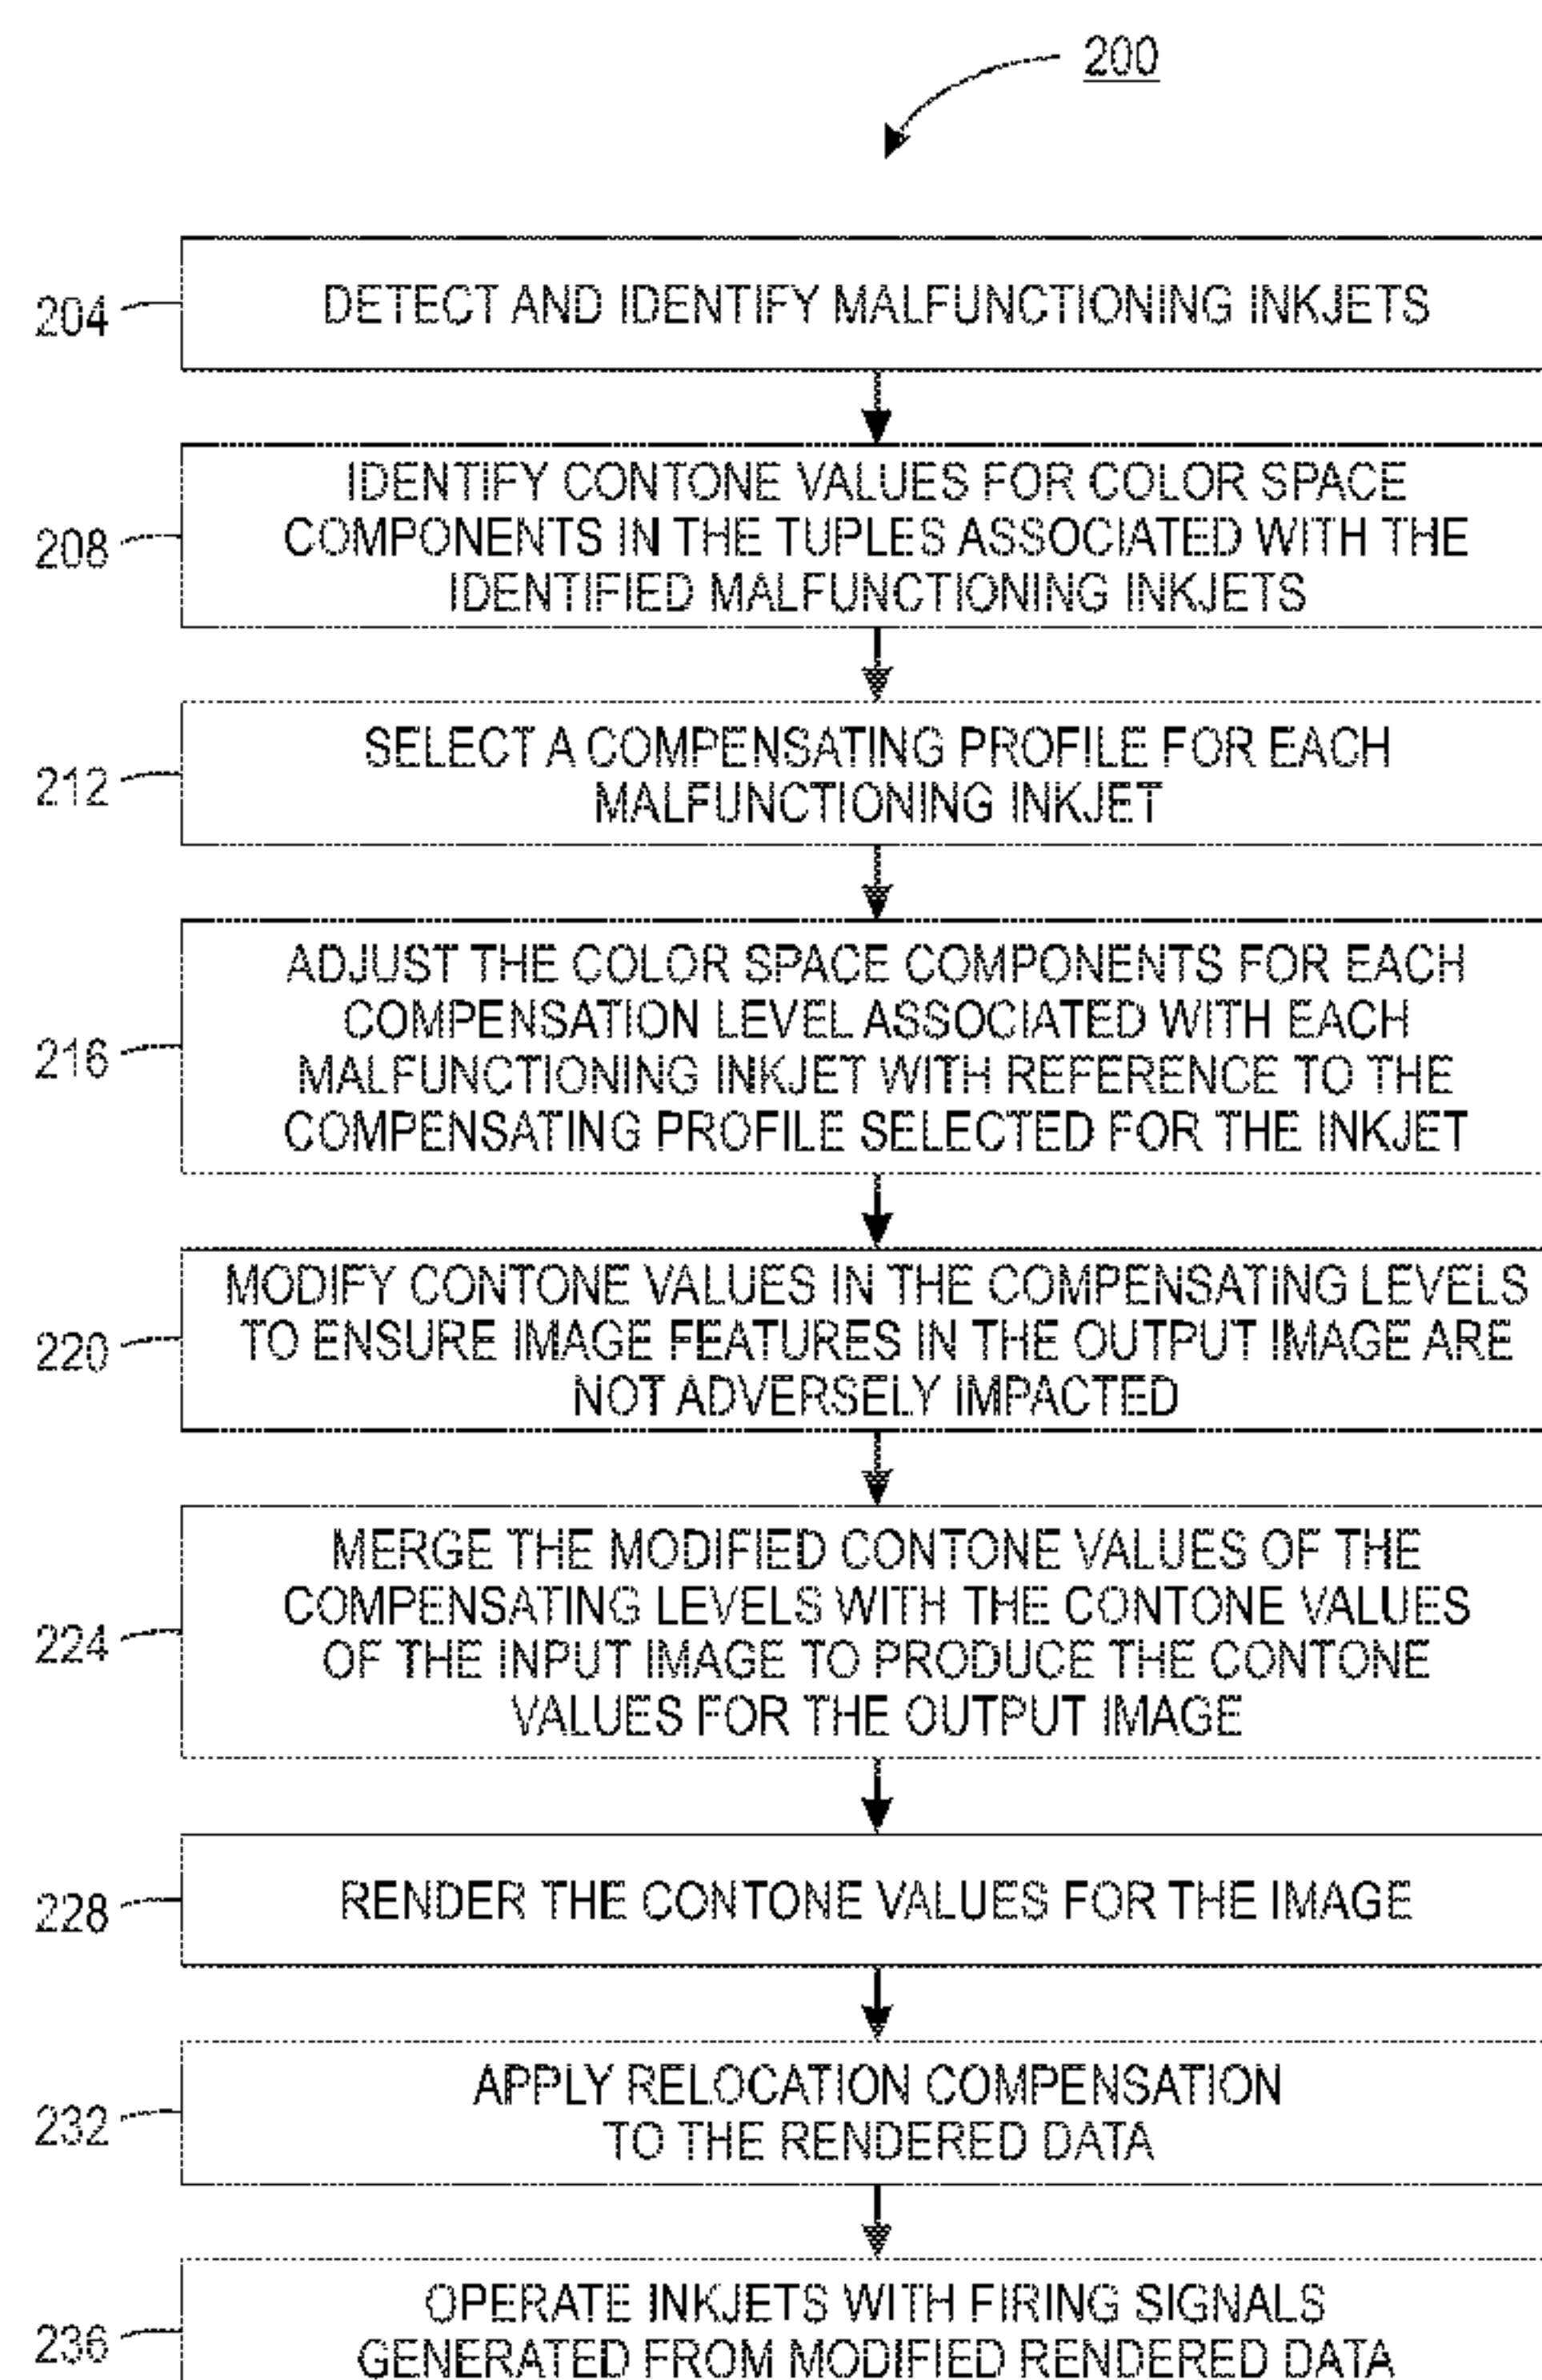 200
204
DETECT AND IDENTIFY MALFUNCTIONING INKJETS
208
IDENTIFY CONTONE VALUES FOR COLOR SPACE
COMPONENTS IN THE TUPLES ASSOCIATED WITH THE
IDENTIFIED MALFUNCTIONING INKJETS
212
SELECT A COMPENSATING PROFILE FOR EACH
MALFUNCTIONING INKJET
216
ADJUST THE COLOR SPACE COMPONENTS FOR EACH
COMPENSATION LEVEL ASSOCIATED WITH EACH
MALFUNCTIONING INKJET WITH REFERENCE TO THE
COMPENSATING PROFILE SELECTED FOR THE INKJET
220
MODIFY CONTONE VALUES IN THE COMPENSATING LEVELS
TO ENSURE IMAGE FEATURES IN THE OUTPUT IMAGE ARE
NOT ADVERSELY IMPACTED
224
MERGE THE MODIFIED CONTONE VALUES OF THE
COMPENSATING LEVELS WITH THE CONTONE VALUES
OF THE INPUT IMAGE TO PRODUCE THE CONTONE
VALUES FOR THE OUTPUT IMAGE
228
RENDER THE CONTONE VALUES FOR THE IMAGE
232
APPLY RELOCATION COMPENSATION
TO THE RENDERED DATA
236
OPERATE INKJETS WITH FIRING SIGNALS
GENERATED FROM MODIFIED RENDERED DATA